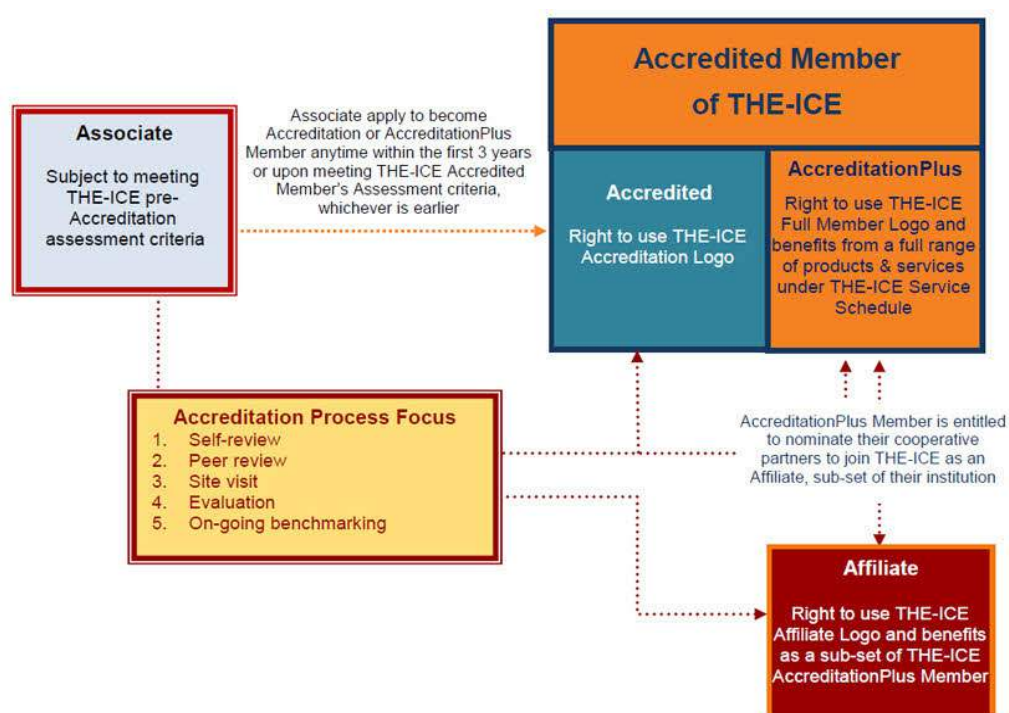 Accredited Member
of THE-ICE
Associate
Subject to meeting
THE-ICE pre-
Accreditation
assessment criteria
Associate apply to become
Accreditation or AccreditationPlus
Member anytime within the first 3 years
or upon meeting THE-ICE Accredited
Member's Assessment criteria,
whichever is earlier
Accredited
Right to use THE-ICE
Accreditation Logo
AccreditationPlus
Right to use THE-ICE
Full Member Logo and
benefits from a full range
of products & services
under THE-ICE Service
Schedule
Accreditation Process Focus
1. Self-review
2. Peer review
3. Site visit
4. Evaluation
5. On-going benchmarking
AccreditationPlus Member is entitled
to nominate their cooperative
partners to join THE-ICE as an
Affiliate, sub-set of their institution
Affiliate
Right to use THE-ICE
Affiliate Logo and benefits
as a sub-set of THE-ICE
AccreditationPlus Member